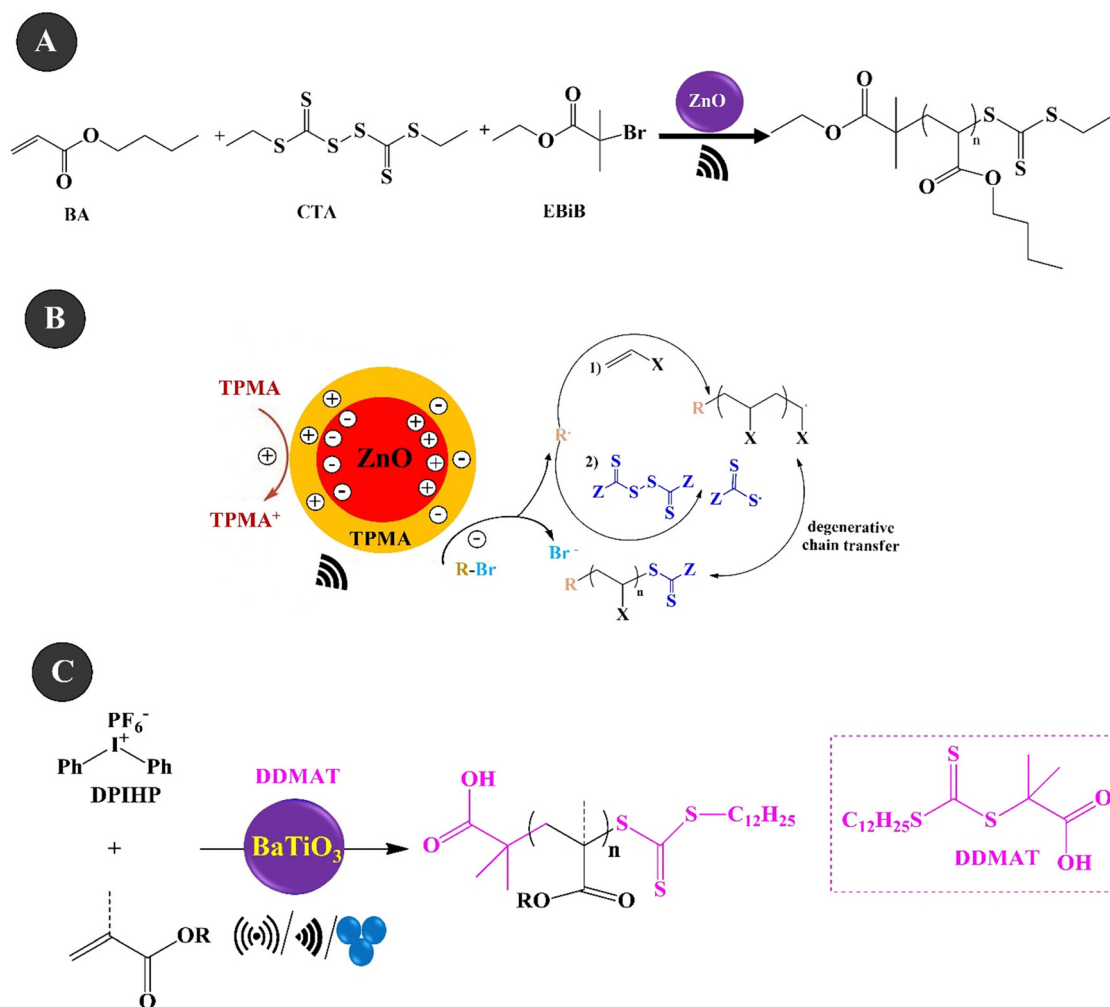 A
ZnO
O
O
BA
+
S
S
S
S
S
S
CTA
+
O
O
Br
EBiB
O
O
n
S
S
S
O
O
B
TPMA
+
TPMA+
+ + + + - - - -
ZnO
+ + + + - - - -
TPMA
-
R-Br
Br -
R·
1)
X
2)
S
Z
S
S
Z
S
S
Z
S·
R
X
X
·
degenerative
chain transfer
R
n
X
S
Z
S
C
PF6-
I+
Ph
Ph
DPIHP
+
OR
O
DDMAT
BaTiO3
OH
O
n
RO
O
S
S
S—C12H25
S
C12H25S
S
O
OH
DDMAT